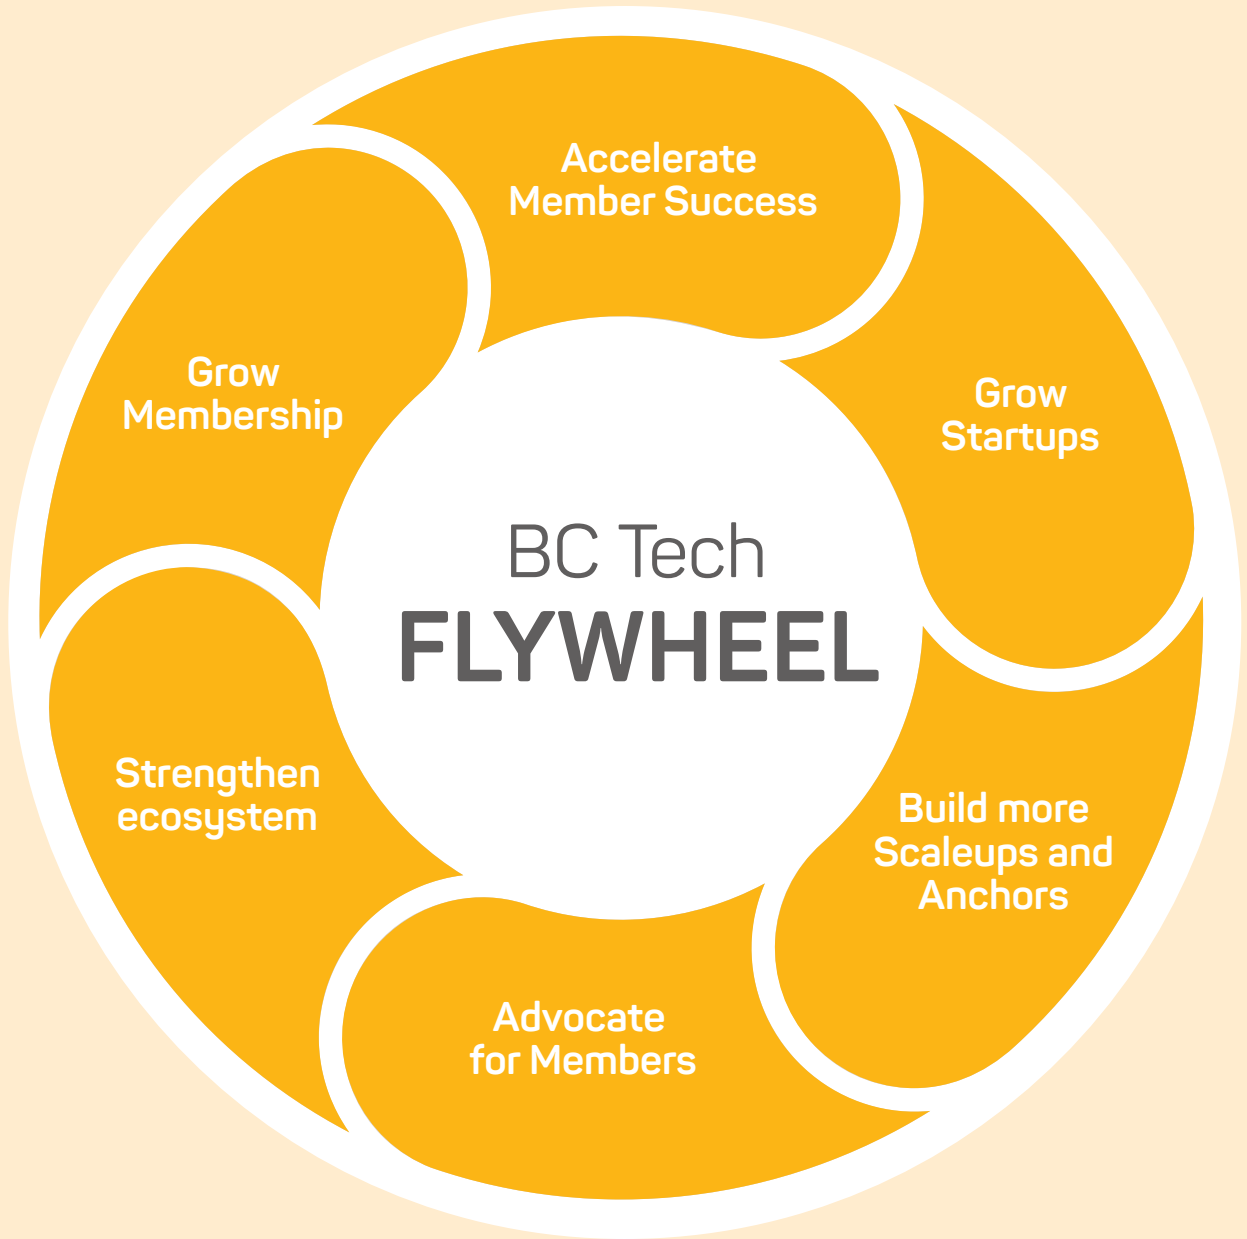 Accelerate
Member Success
Grow
Startups
Build more
Scaleups and
Anchors
Advocate
for Members
Strengthen
ecosystem
Grow
Membership
BC Tech
FLYWHEEL